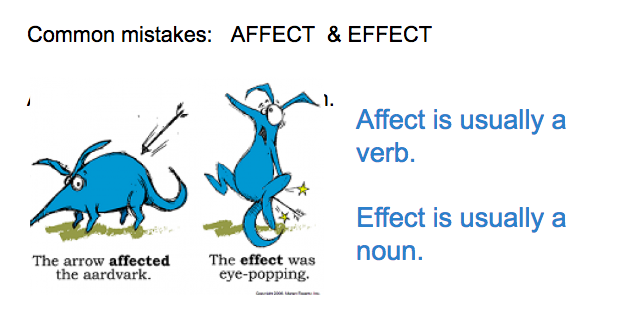 Common mistakes: AFFECT & EFFECT
Affect is usually a
verb.
Effect is usually a
noun.
The arrow affected
the aardvark.
The effect was
eye-popping.